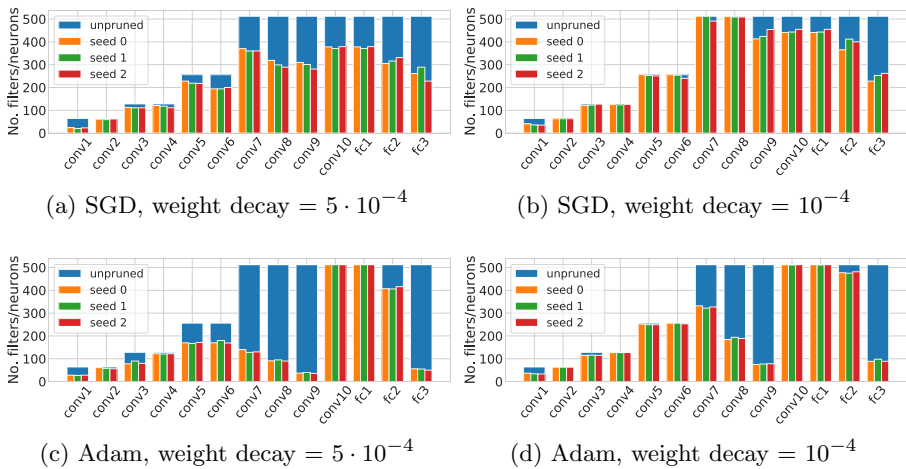 No. filters/neurons
500
400
300
200
100
0
unpruned
seed 0
seed 1
seed 2
conv1
conv2
conv3
conv4
conv5
conv6
conv7
conv8
conv9
conv10
fc1
fc2
fc3
(a) SGD, weight decay = 5 · 10⁻⁴
No. filters/neurons
500
400
300
200
100
0
unpruned
seed 0
seed 1
seed 2
conv1
conv2
conv3
conv4
conv5
conv6
conv7
conv8
conv9
conv10
fc1
fc2
fc3
(b) SGD, weight decay = 10⁻⁴
No. filters/neurons
500
400
300
200
100
0
unpruned
seed 0
seed 1
seed 2
conv1
conv2
conv3
conv4
conv5
conv6
conv7
conv8
conv9
conv10
fc1
fc2
fc3
(c) Adam, weight decay = 5 · 10⁻⁴
No. filters/neurons
500
400
300
200
100
0
unpruned
seed 0
seed 1
seed 2
conv1
conv2
conv3
conv4
conv5
conv6
conv7
conv8
conv9
conv10
fc1
fc2
fc3
(d) Adam, weight decay = 10⁻⁴